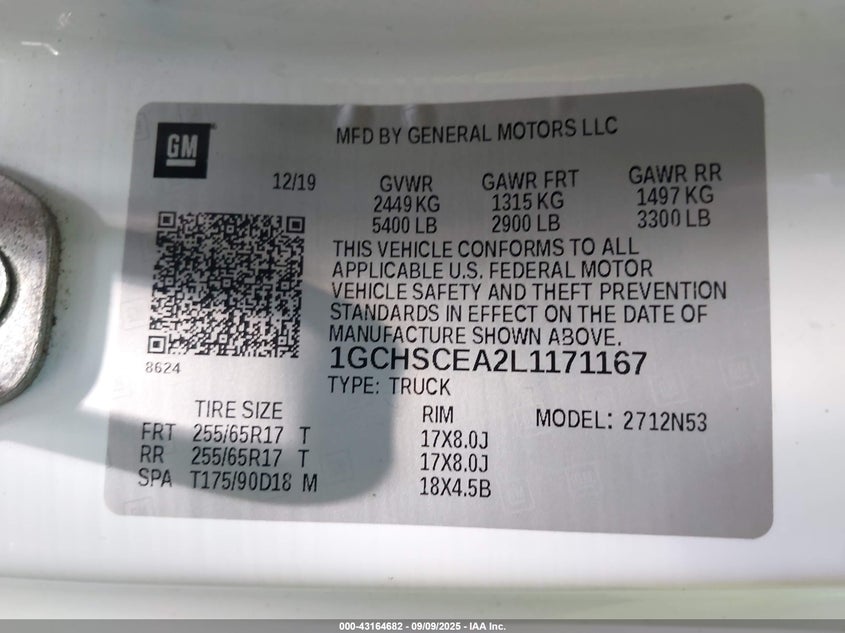 GM
MFD BY GENERAL MOTORS LLC
12/19
GVWR
2449 KG
5400 LB
GAWR FRT
1315 KG
2900 LB
GAWR RR
1497 KG
3300 LB
THIS VEHICLE CONFORMS TO ALL
APPLICABLE U.S. FEDERAL MOTOR
VEHICLE SAFETY AND THEFT PREVENTION
STANDARDS IN EFFECT ON THE DATE OF
MANUFACTURE SHOWN ABOVE.
8624
1GCHSCEA2L1171167
TYPE: TRUCK
TIRE SIZE RIM MODEL: 2712N53
FRT 255/65R17 T 17X8.0J
RR 255/65R17 T 17X8.0J
SPA T175/90D18 M 18X4.5B
000-43164682 - 09/09/2025 - IAA Inc.